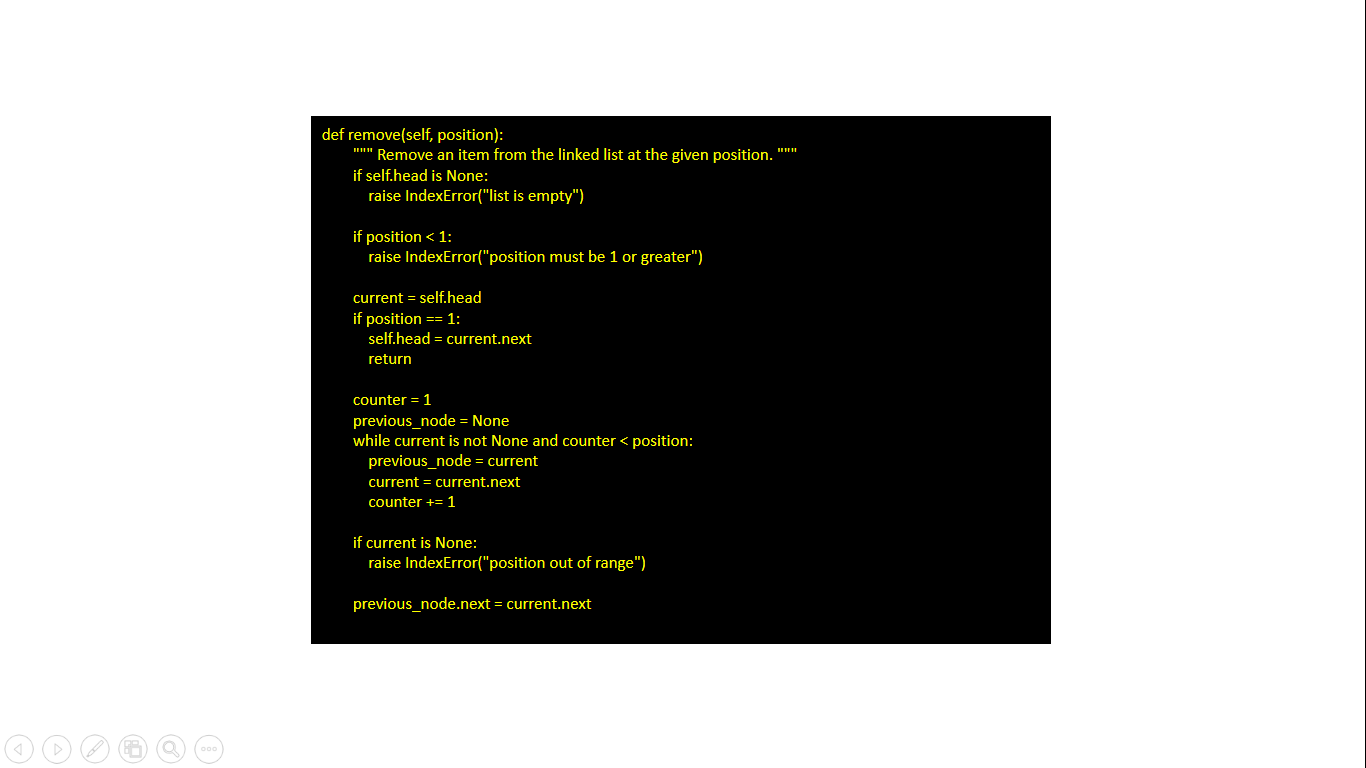 def remove(self, position):
""" Remove an item from the linked list at the given position. """
if self.head is None:
raise IndexError("list is empty")
if position < 1:
raise IndexError("position must be 1 or greater")
current = self.head
if position == 1:
self.head = current.next
return
counter = 1
previous_node = None
while current is not None and counter < position:
previous_node = current
current = current.next
counter += 1
if current is None:
raise IndexError("position out of range")
previous_node.next = current.next